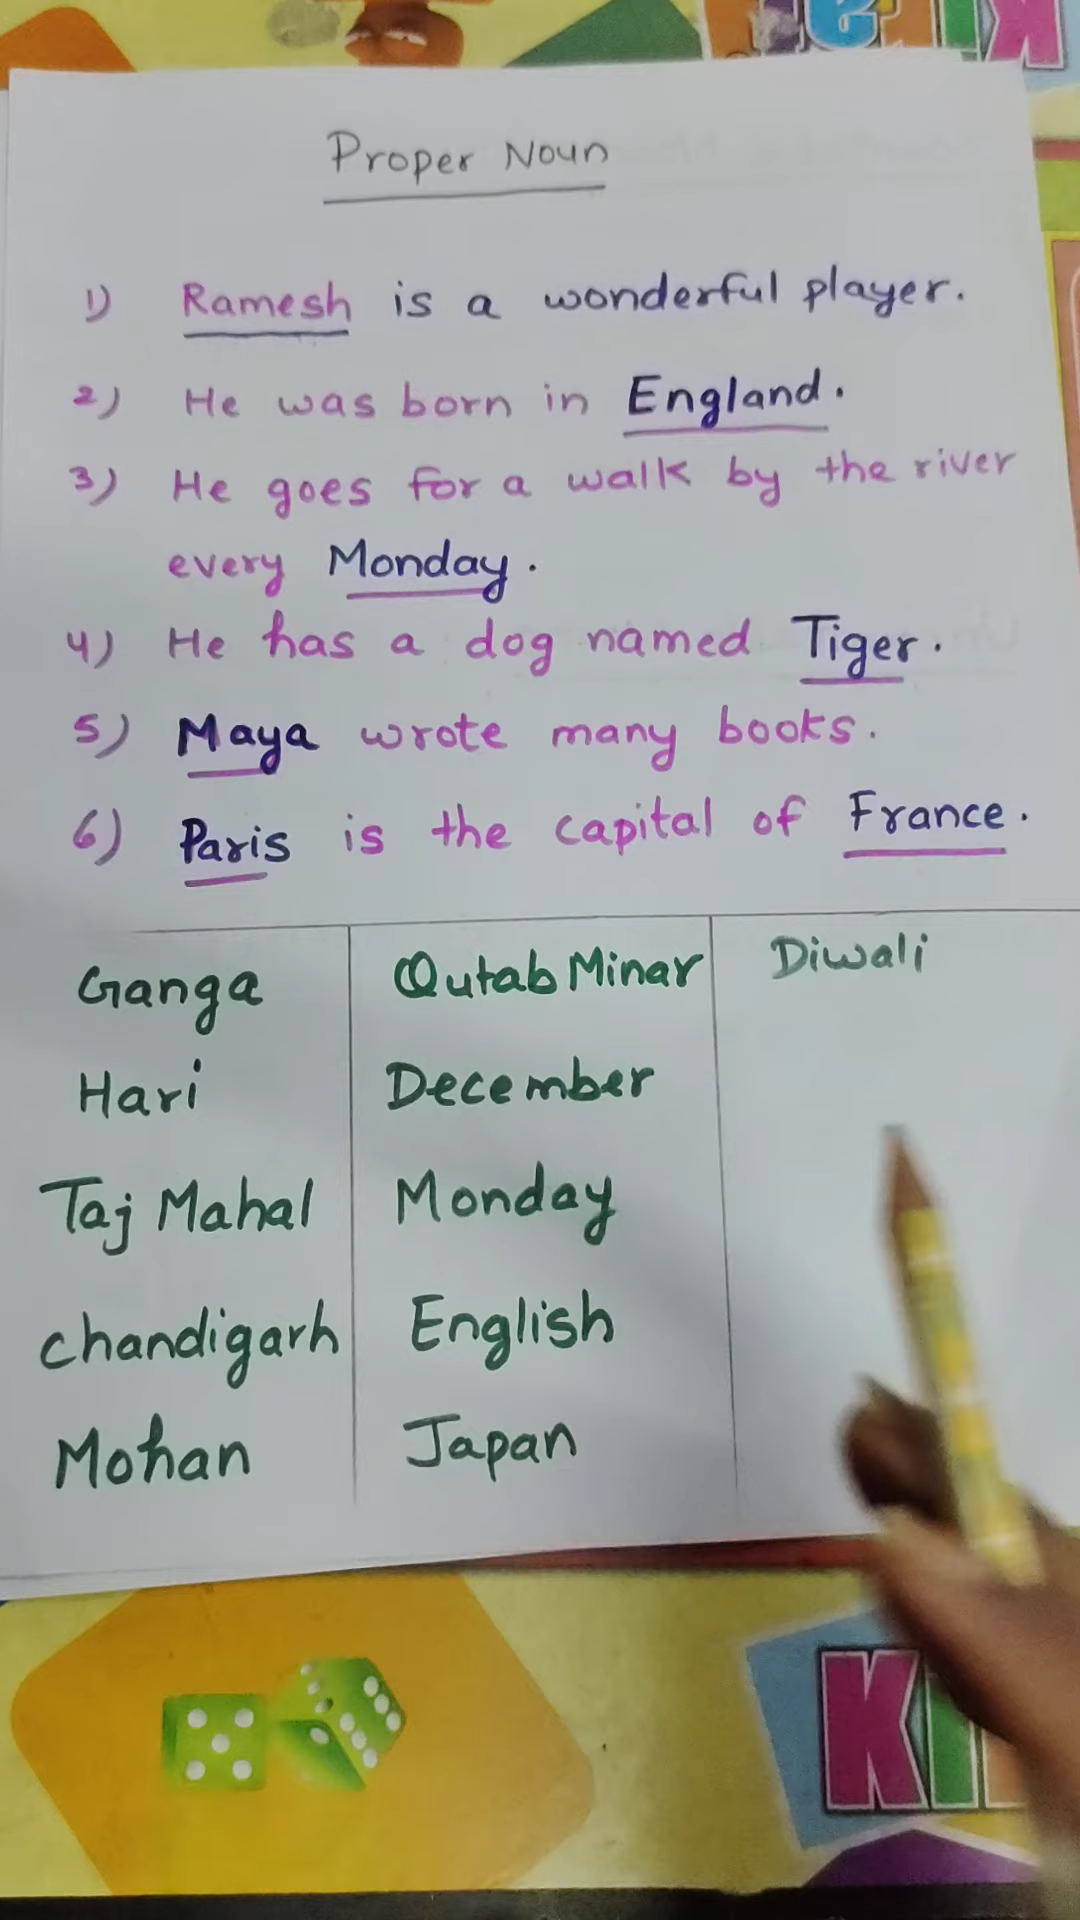 Proper Noun
1) Ramesh is a wonderful player.
2) He was born in England.
3) He goes for a walk by the river
every Monday.
4) He has a dog named Tiger.
5) Maya wrote many books.
6) Paris is the capital of France.
Ganga Qutab Minar Diwali
Hari December
Taj Mahal Monday
chandigarh English
Mohan Japan